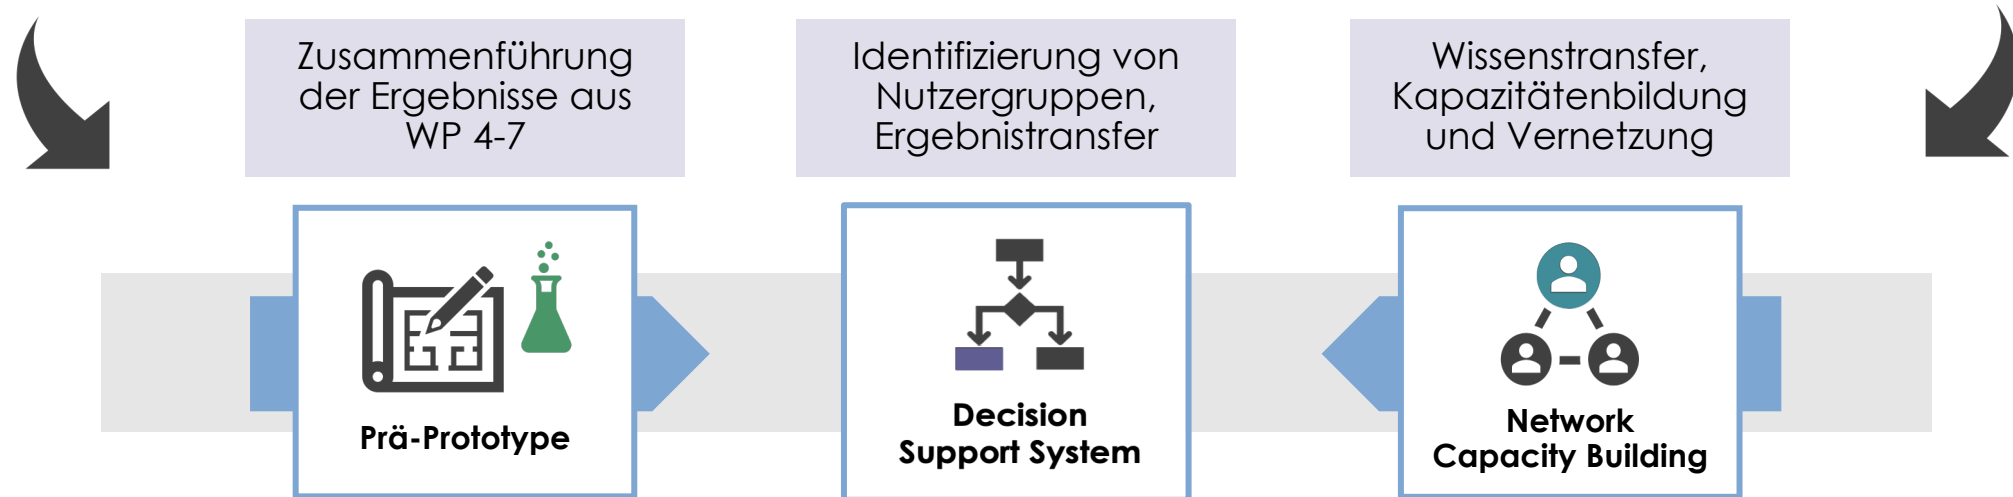 Zusammenführung
der Ergebnisse aus
WP 4-7
Identifizierung von
Nutzergruppen,
Ergebnistransfer
Wissenstransfer,
Kapazitätenbildung
und Vernetzung
Prä-Prototype
Decision
Support System
Network
Capacity Building